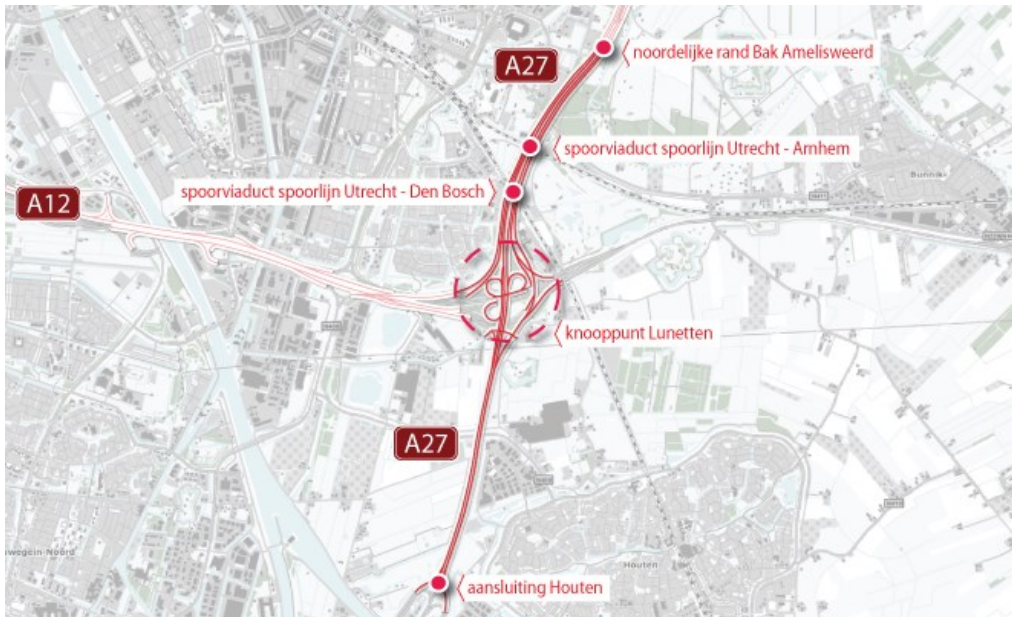 noordelijke rand Bak Amelisweerd
A27
spoorviaduct spoorlijn Utrecht - Arnhem
spoorviaduct spoorlijn Utrecht - Den Bosch
A12
knooppunt Lunetten
A27
Houten
aansluiting Houten